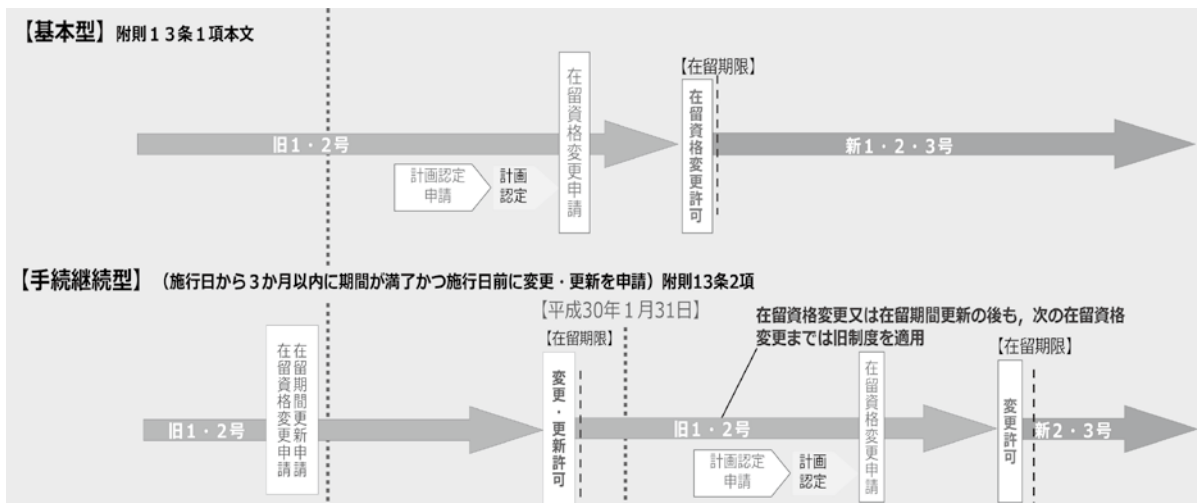 【基本型】 附則13条1項本文
在留資格変更申請
【在留期限】
在留資格変更許可
旧1・2号
新1・2・3号
計画認定
申請
計画
認定
【手続継続型】 （施行日から3か月以内に期間が満了かつ施行日前に変更・更新を申請）附則13条2項
【平成30年1月31日】
在留資格変更又は在留期間更新の後も，次の在留資格
変更までは旧制度を適用
在留期間更新申請
在留資格変更申請
【在留期限】
変更・更新許可
在留資格変更申請
【在留期限】
変更許可
旧1・2号
旧1・2号
新2・3号
計画認定
申請
計画
認定